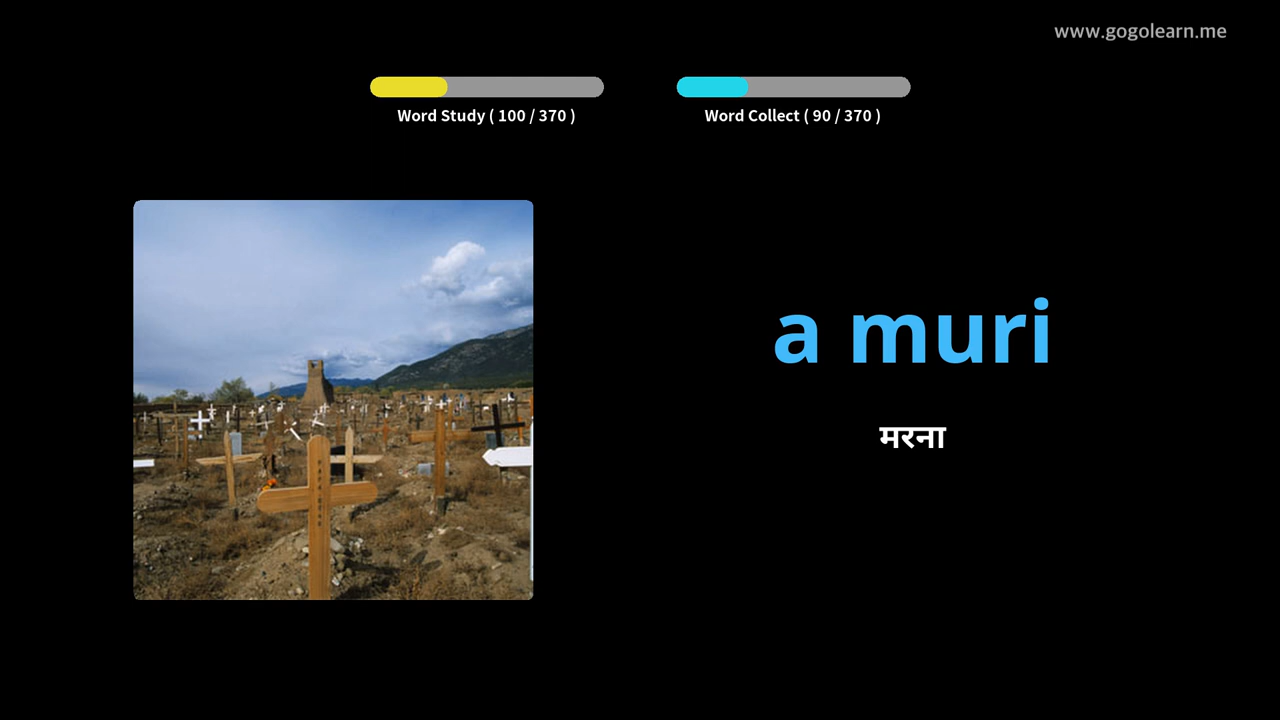 www.gogolearn.me
Word Study ( 100 / 370 )
Word Collect ( 90 / 370 )
a muri
मरना